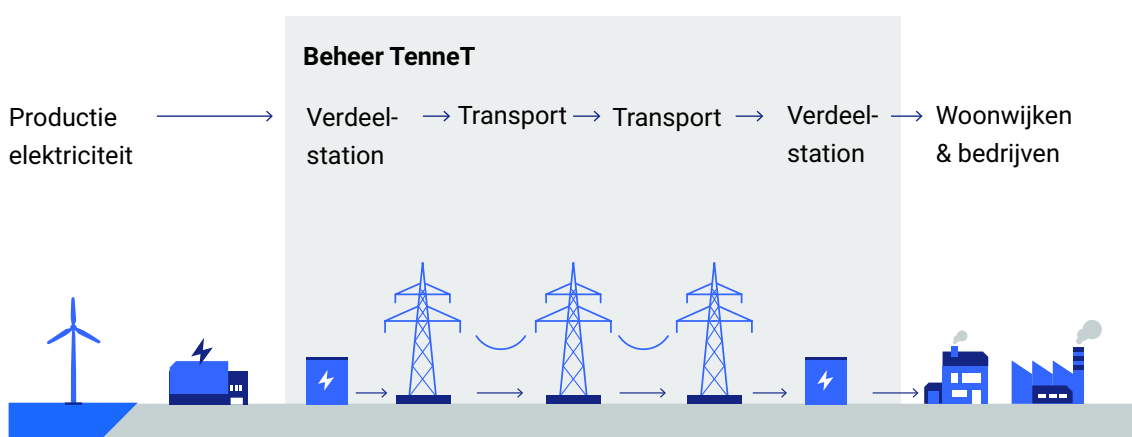 Beheer TenneT
Productie
elektriciteit
Verdeel-
station
Transport
Transport
Verdeel-
station
Woonwijken
& bedrijven